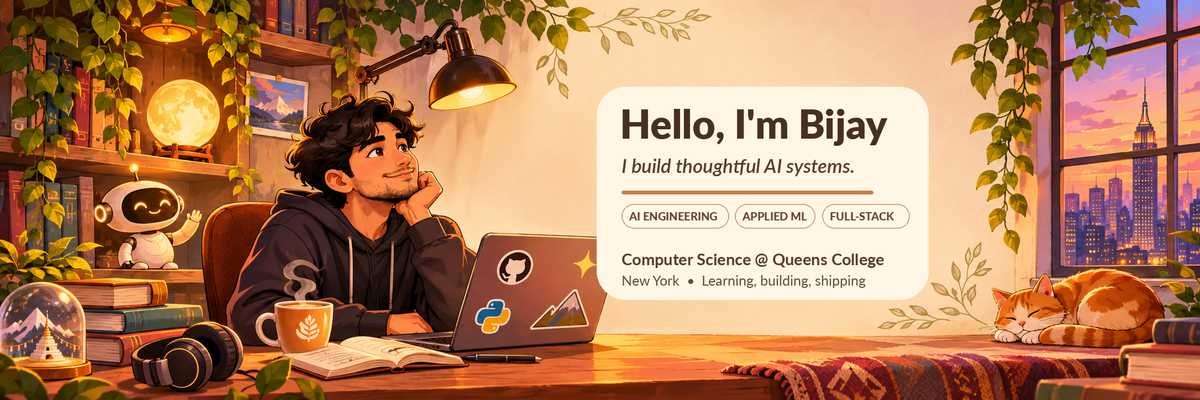 Hello, I'm Bijay
I build thoughtful AI systems.
AI ENGINEERING APPLIED ML FULL-STACK
Computer Science @ Queens College
New York • Learning, building, shipping